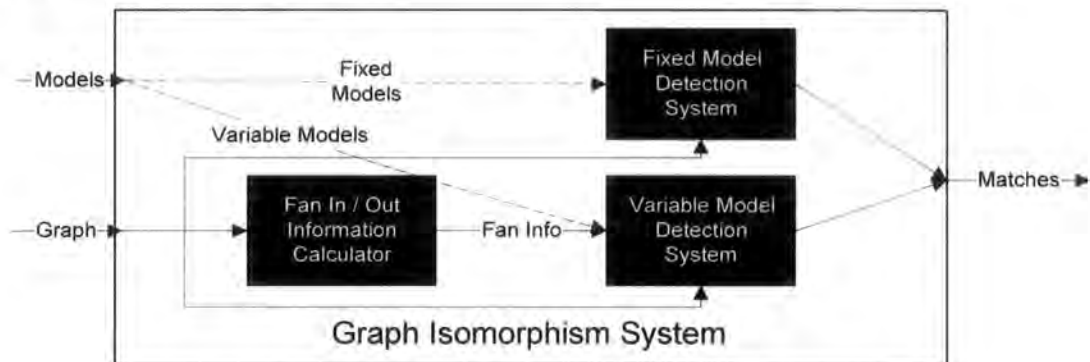 Models
Fixed
Models
Fixed Model
Detection
System
Variable Models
Graph
Fan In / Out
Information
Calculator
Fan Info
Variable Model
Detection
System
Matches
Graph Isomorphism System